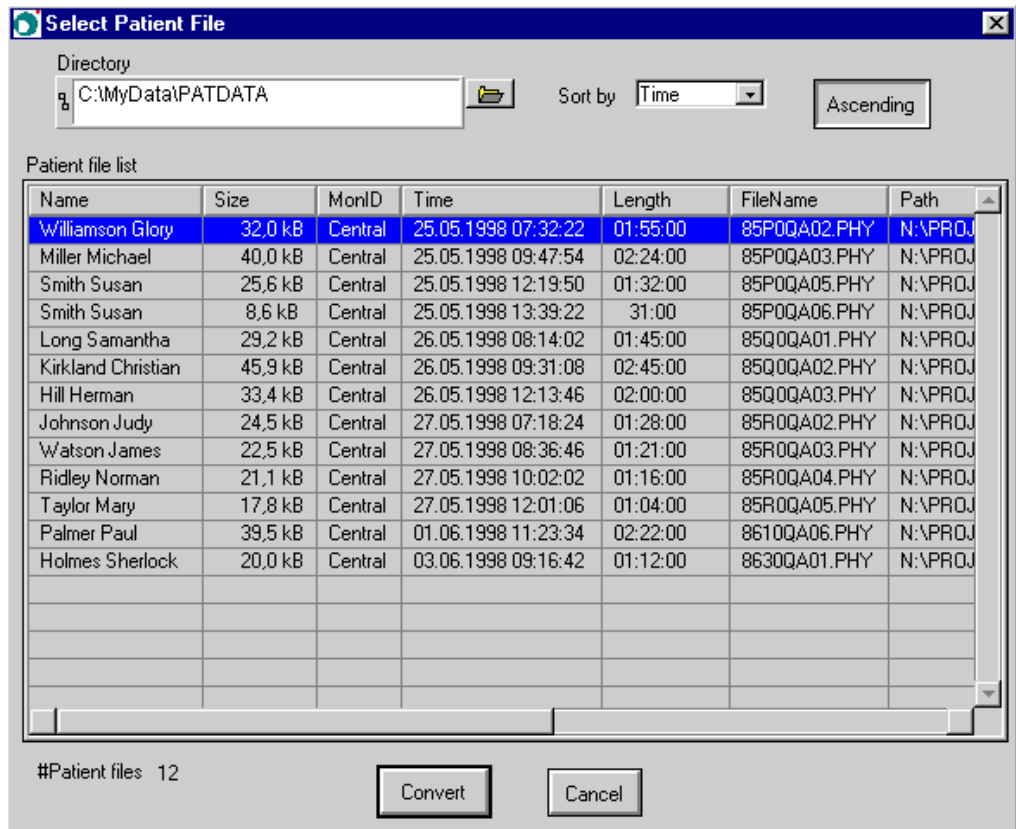 Select Patient File
Directory
C:\MyData\PATDATA Sort by Time Ascending
Patient file list
Name Size MonID Time Length FileName Path
Williamson Glory 32,0 kB Central 25.05.1998 07:32:22 01:55:00 85P0QA02.PHY N:\PROJ
Miller Michael 40,0 kB Central 25.05.1998 09:47:54 02:24:00 85P0QA03.PHY N:\PROJ
Smith Susan 25,6 kB Central 25.05.1998 12:19:50 01:32:00 85P0QA05.PHY N:\PROJ
Smith Susan 8,6 kB Central 25.05.1998 13:39:22 31:00 85P0QA06.PHY N:\PROJ
Long Samantha 29,2 kB Central 26.05.1998 08:14:02 01:45:00 85Q0QA01.PHY N:\PROJ
Kirkland Christian 45,9 kB Central 26.05.1998 09:31:08 02:45:00 85Q0QA02.PHY N:\PROJ
Hill Herman 33,4 kB Central 26.05.1998 12:13:46 02:00:00 85Q0QA03.PHY N:\PROJ
Johnson Judy 24,5 kB Central 27.05.1998 07:18:24 01:28:00 85R0QA02.PHY N:\PROJ
Watson James 22,5 kB Central 27.05.1998 08:36:46 01:21:00 85R0QA03.PHY N:\PROJ
Ridley Norman 21,1 kB Central 27.05.1998 10:02:02 01:16:00 85R0QA04.PHY N:\PROJ
Taylor Mary 17,8 kB Central 27.05.1998 12:01:06 01:04:00 85R0QA05.PHY N:\PROJ
Palmer Paul 39,5 kB Central 01.06.1998 11:23:34 02:22:00 8610QA06.PHY N:\PROJ
Holmes Sherlock 20,0 kB Central 03.06.1998 09:16:42 01:12:00 8630QA01.PHY N:\PROJ
#Patient files 12
Convert Cancel